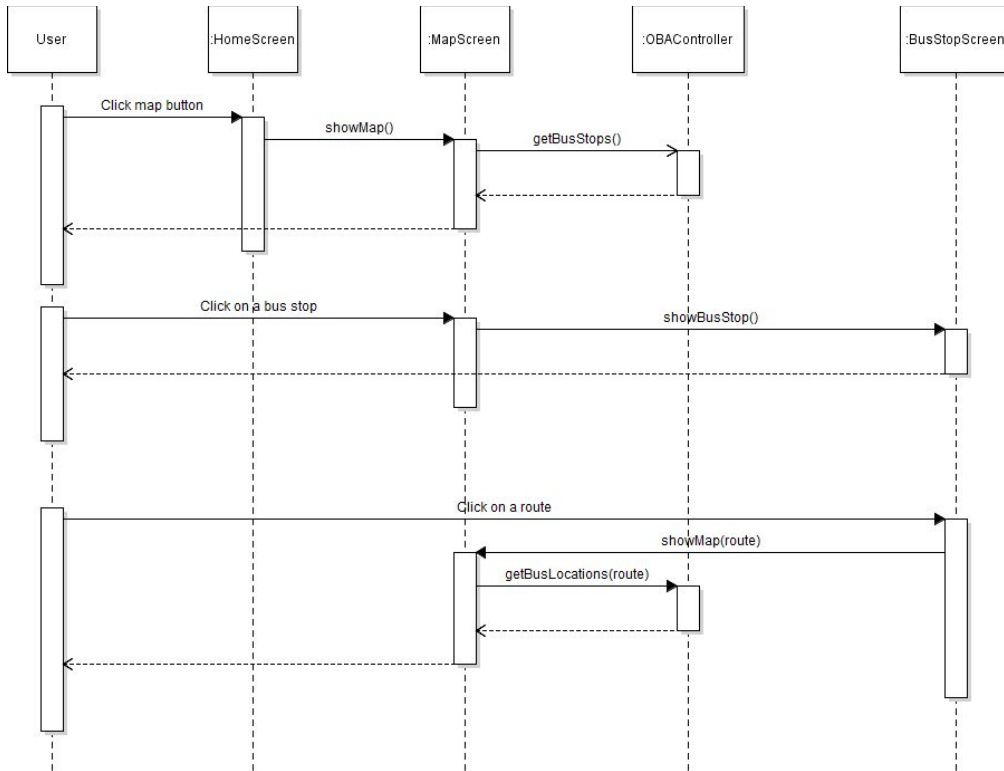 User
:HomeScreen
:MapScreen
:OBAController
:BusStopScreen
Click map button
showMap()
getBusStops()
Click on a bus stop
showBusStop()
Click on a route
showMap(route)
getBusLocations(route)